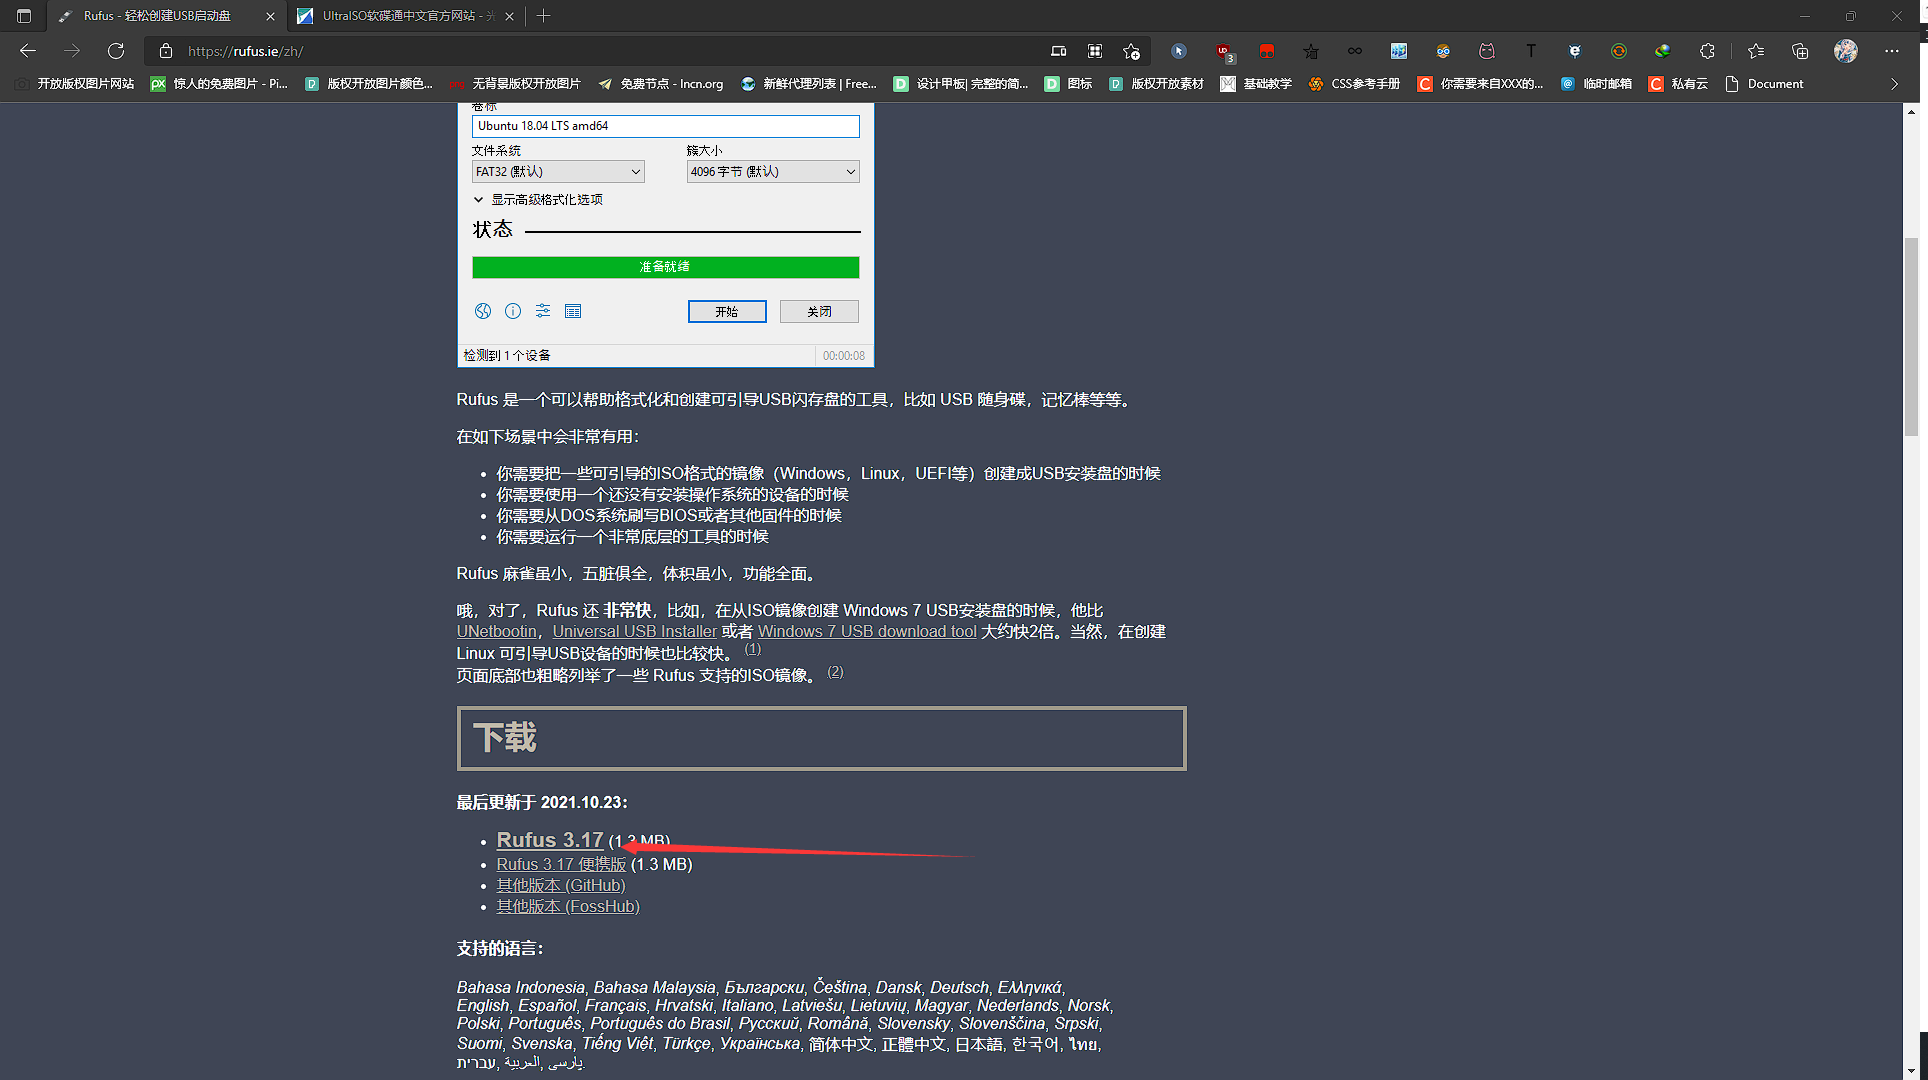 Rufus - 轻松创建USB启动盘
UltraISO软碟通中文官方网站 - 光
https://rufus.ie/zh/
3
开放版权图片网站
惊人的免费图片 - Pi...
版权开放图片颜色...
无背景版权开放图片
免费节点 - lncn.org
新鲜代理列表 | Free...
设计甲板| 完整的简...
图标
版权开放素材
基础教学
CSS参考手册
你需要来自XXX的...
临时邮箱
私有云
Document
卷标
Ubuntu 18.04 LTS amd64
文件系统
簇大小
FAT32 (默认)
4096 字节 (默认)
显示高级格式化选项
状态
准备就绪
开始
关闭
检测到 1 个设备
00:00:08
Rufus 是一个可以帮助格式化和创建可引导USB闪存盘的工具，比如 USB 随身碟，记忆棒等等。
在如下场景中会非常有用：
你需要把一些可引导的ISO格式的镜像（Windows，Linux，UEFI等）创建成USB安装盘的时候
你需要使用一个还没有安装操作系统的设备的时候
你需要从DOS系统刷写BIOS或者其他固件的时候
你需要运行一个非常底层的工具的时候
Rufus 麻雀虽小，五脏俱全，体积虽小，功能全面。
哦，对了，Rufus 还 非常快，比如，在从ISO镜像创建 Windows 7 USB安装盘的时候，他比
UNetbootin，Universal USB Installer 或者 Windows 7 USB download tool 大约快2倍。当然，在创建
Linux 可引导USB设备的时候也比较快。 (1)
页面底部也粗略列举了一些 Rufus 支持的ISO镜像。 (2)
下载
最后更新于 2021.10.23：
Rufus 3.17 (1.3 MB)
Rufus 3.17 便携版 (1.3 MB)
其他版本 (GitHub)
其他版本 (FossHub)
支持的语言：
Bahasa Indonesia, Bahasa Malaysia, Български, Čeština, Dansk, Deutsch, Ελληνικά,
English, Español, Français, Hrvatski, Italiano, Latviešu, Lietuvių, Magyar, Nederlands, Norsk,
Polski, Português, Português do Brasil, Русский, Română, Slovensky, Slovenščina, Srpski,
Suomi, Svenska, Tiếng Việt, Türkçe, Українська, 简体中文, 正體中文, 日本語, 한국어, ไทย,
עברית, العربية, پارسی.